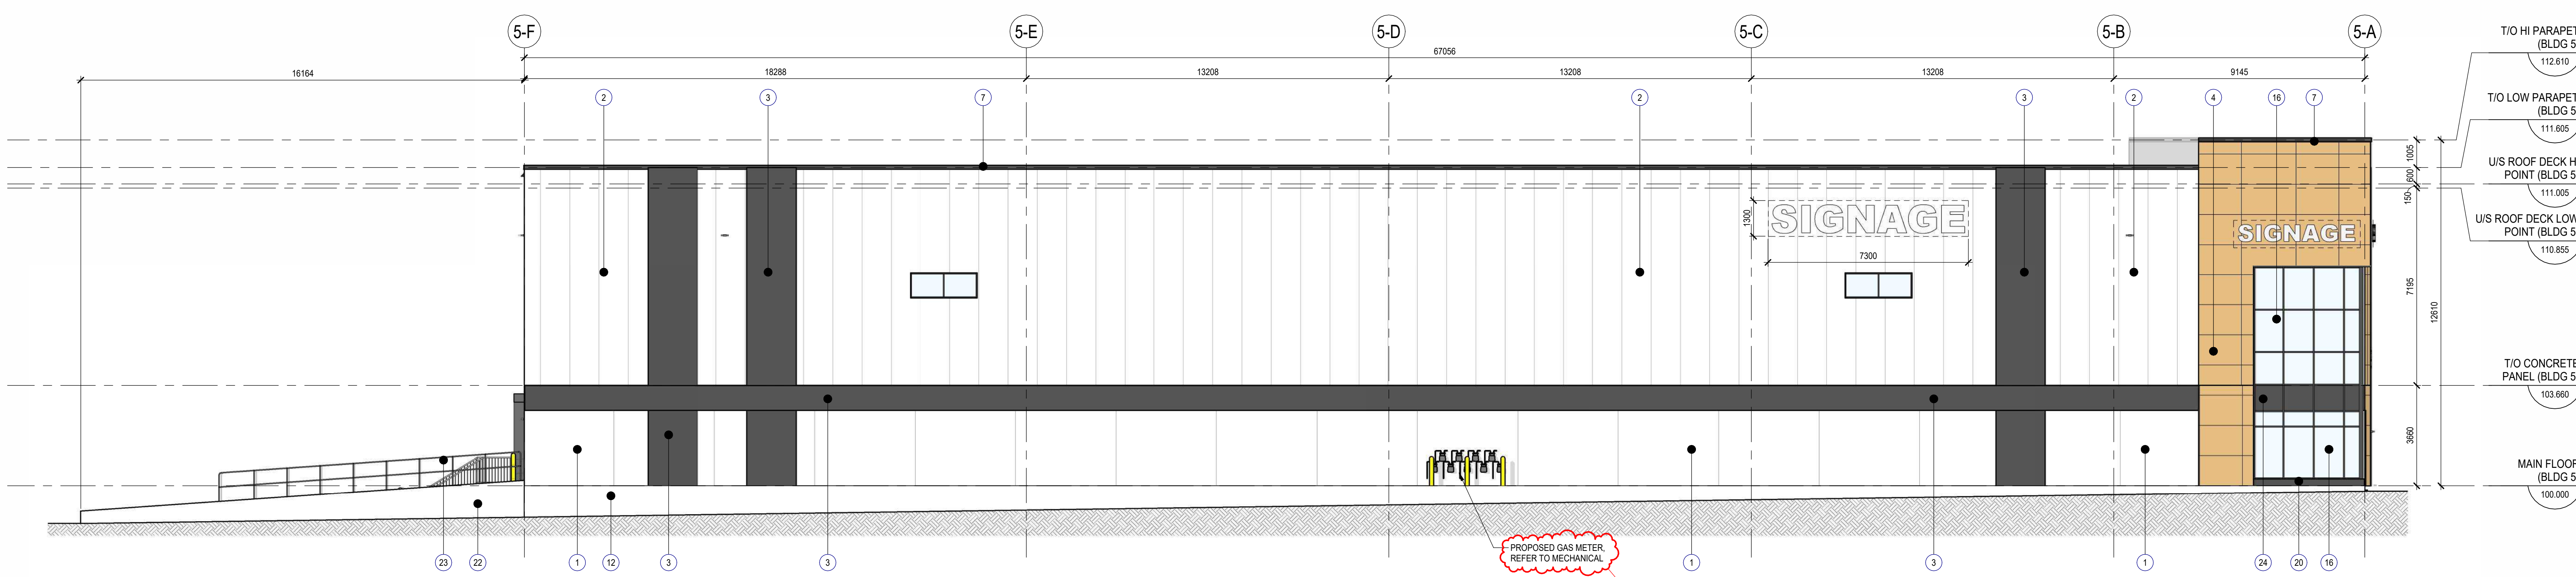 5-F
5-E
5-D
5-C
5-B
5-A
67056
16164
18288
13208
13208
13208
9145
2
3
7
2
3
2
4
16
7
T/O HI PARAPET
(BLDG 5
112.610
T/O LOW PARAPET
(BLDG 5
111.605
U/S ROOF DECK H
POINT (BLDG 5
111.005
U/S ROOF DECK LOW
POINT (BLDG 5
110.855
T/O CONCRETE
PANEL (BLDG 5
103.660
MAIN FLOOR
(BLDG 5
100.000
1005
600
150
7195
12610
3660
1300
SIGNAGE
7300
SIGNAGE
PROPOSED GAS METER,
REFER TO MECHANICAL
23
22
1
12
3
3
1
3
1
24
20
16